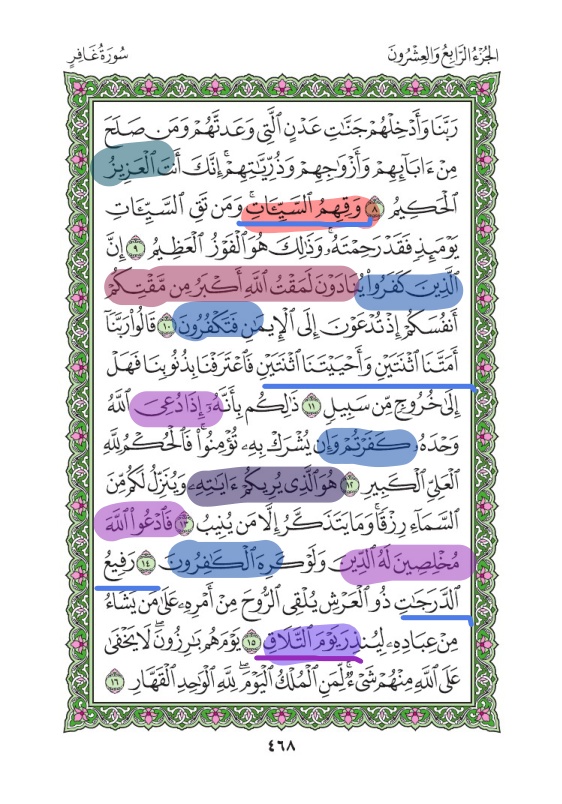 الجُزْءُ الرَّابِعُ وَالعِشْرُونَ سُورَةُ غَافِرٍ
رَبَّنَا وَأَدْخِلْهُمْ جَنَّٰتِ عَدْنٍ ٱلَّتِي وَعَدتَّهُمْ وَمَن صَلَحَ
مِنْ ءَابَآئِهِمْ وَأَزْوَٰجِهِمْ وَذُرِّيَّٰتِهِمْۚ إِنَّكَ أَنتَ ٱلْعَزِيزُ
ٱلْحَكِيمُ ٨ وَقِهِمُ ٱلسَّيِّـَٔاتِۚ وَمَن تَقِ ٱلسَّيِّـَٔاتِ
يَوْمَئِذٍ فَقَدْ رَحِمْتَهُۥۚ وَذَٰلِكَ هُوَ ٱلْفَوْزُ ٱلْعَظِيمُ ٩ إِنَّ
ٱلَّذِينَ كَفَرُوا۟ يُنَادَوْنَ لَمَقْتُ ٱللَّهِ أَكْبَرُ مِن مَّقْتِكُمْ
أَنفُسَكُمْ إِذْ تُدْعَوْنَ إِلَى ٱلْإِيمَٰنِ فَتَكْفُرُونَ ١٠ قَالُوا۟ رَبَّنَآ
أَمَتَّنَا ٱثْنَتَيْنِ وَأَحْيَيْتَنَا ٱثْنَتَيْنِ فَٱعْتَرَفْنَا بِذُنُوبِنَا فَهَلْ
إِلَىٰ خُرُوجٍ مِّن سَبِيلٍ ١١ ذَٰلِكُم بِأَنَّهُۥٓ إِذَا دُعِيَ ٱللَّهُ
وَحْدَهُۥ كَفَرْتُمْ وَإِن يُشْرَكْ بِهِۦ تُؤْمِنُوا۟ۚ فَٱلْحُكْمُ لِلَّهِ
ٱلْعَلِيِّ ٱلْكَبِيرِ ١٢ هُوَ ٱلَّذِي يُرِيكُمْ ءَايَٰتِهِۦ وَيُنَزِّلُ لَكُم مِّنَ
ٱلسَّمَآءِ رِزْقًاۚ وَمَا يَتَذَكَّرُ إِلَّا مَن يُنِيبُ ١٣ فَٱدْعُوا۟ ٱللَّهَ
مُخْلِصِينَ لَهُ ٱلدِّينَ وَلَوْ كَرِهَ ٱلْكَٰفِرُونَ ١٤ رَفِيعُ
ٱلدَّرَجَٰتِ ذُو ٱلْعَرْشِ يُلْقِي ٱلرُّوحَ مِنْ أَمْرِهِۦ عَلَىٰ مَن يَشَآءُ
مِنْ عِبَادِهِۦ لِيُنذِرَ يَوْمَ ٱلتَّلَاقِ ١٥ يَوْمَ هُم بَٰرِزُونَۖ لَا يَخْفَىٰ
عَلَى ٱللَّهِ مِنْهُمْ شَيْءٌۚ لِّمَنِ ٱلْمُلْكُ ٱلْيَوْمَۖ لِلَّهِ ٱلْوَٰحِدِ ٱلْقَهَّارِ ١٦
٤٦٨